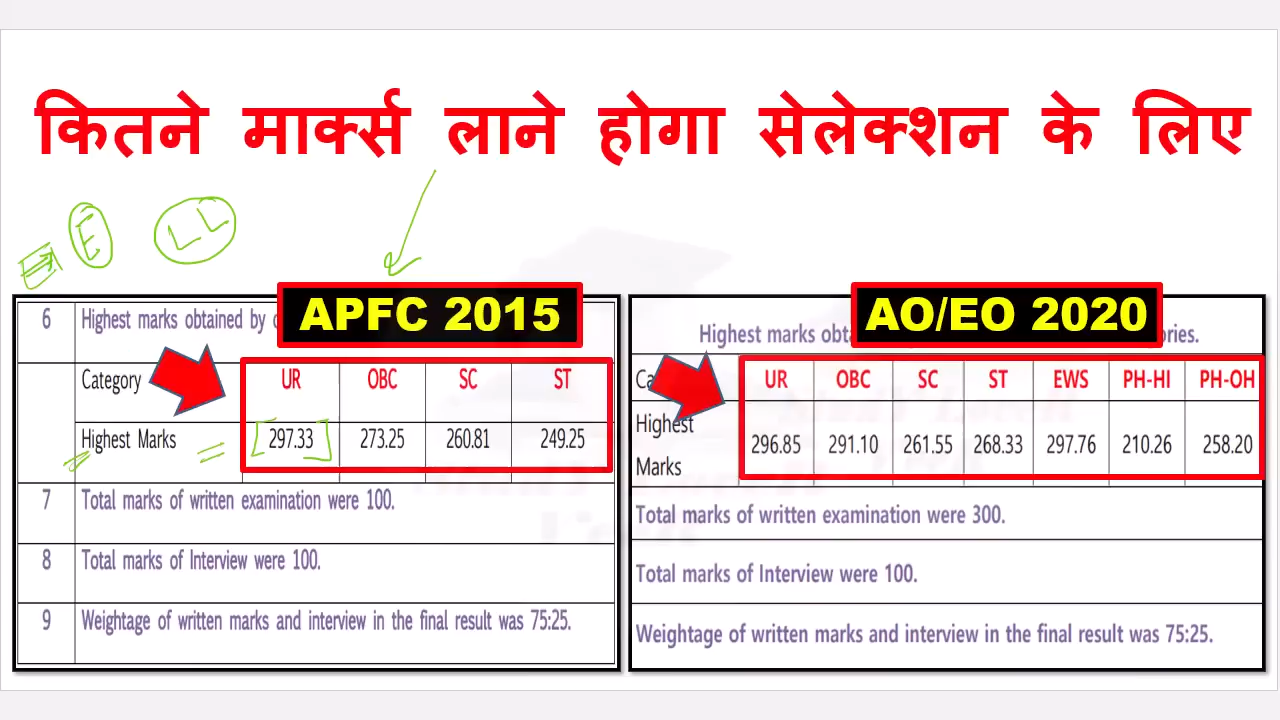 कितने मार्क्स लाने होगा सेलेक्शन के लिए
E LL
APFC 2015
6 Highest marks obtained by
Category UR OBC SC ST
Highest Marks 297.33 273.25 260.81 249.25
7 Total marks of written examination were 100.
8 Total marks of Interview were 100.
9 Weightage of written marks and interview in the final result was 75:25.
AO/EO 2020
Highest marks
UR OBC SC ST EWS PH-HI PH-OH
Highest Marks 296.85 291.10 261.55 268.33 297.76 210.26 258.20
Total marks of written examination were 300.
Total marks of Interview were 100.
Weightage of written marks and interview in the final result was 75:25.